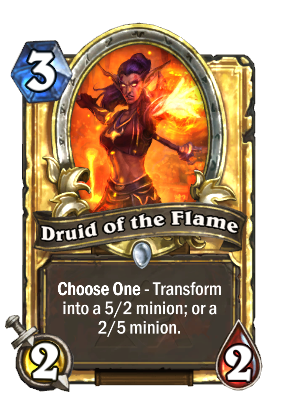 3
Druid of the Flame
Choose One - Transform
into a 5/2 minion; or a
2/5 minion.
2
2